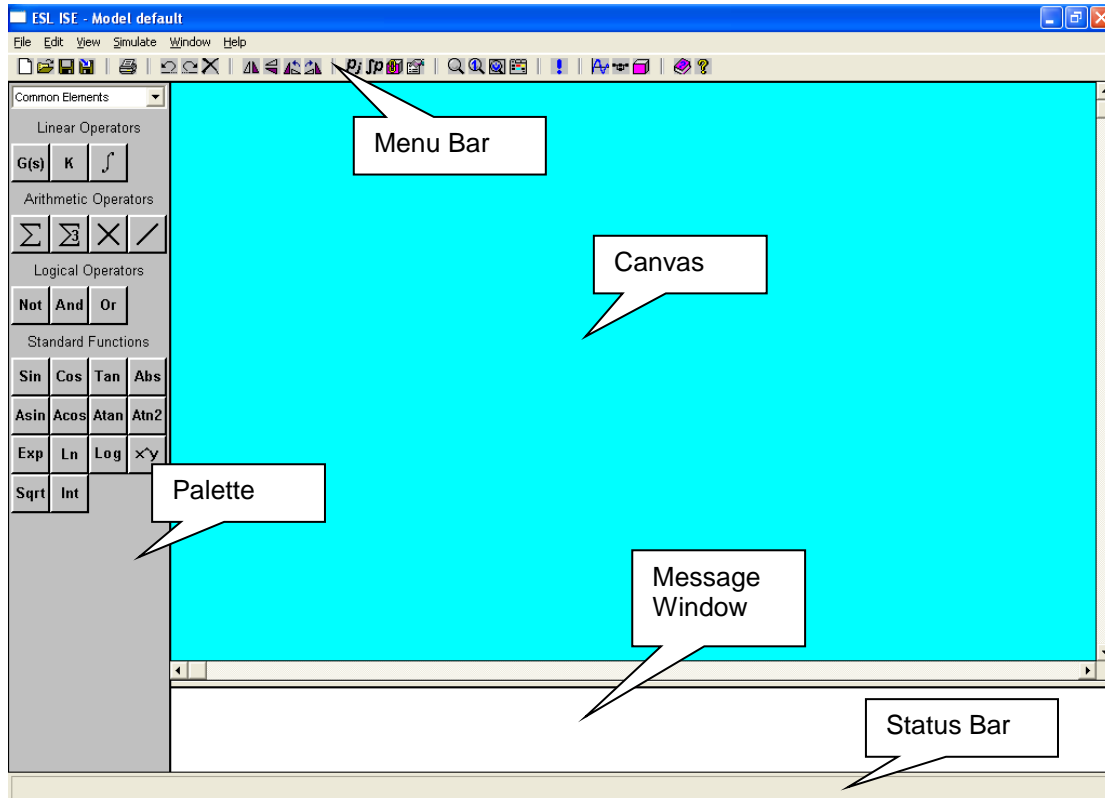 ESL ISE - Model default
File Edit View Simulate Window Help
Common Elements
Menu Bar
Linear Operators
G(s) K ∫
Arithmetic Operators
Σ Σ3 X /
Canvas
Logical Operators
Not And Or
Standard Functions
Sin Cos Tan Abs
Asin Acos Atan Atn2
Exp Ln Log x^y
Sqrt Int
Palette
Message
Window
Status Bar